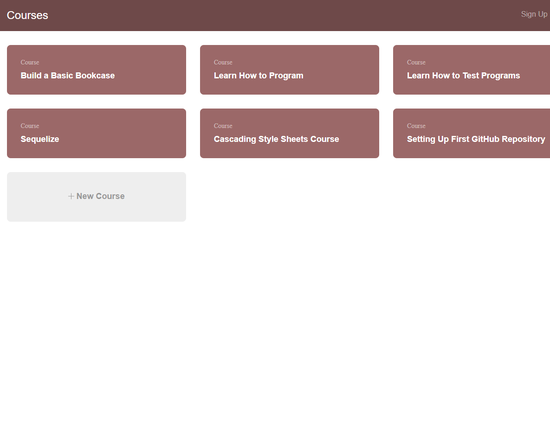 Courses
Sign Up
Course
Build a Basic Bookcase
Course
Learn How to Program
Course
Learn How to Test Programs
Course
Sequelize
Course
Cascading Style Sheets Course
Course
Setting Up First GitHub Repository
+ New Course